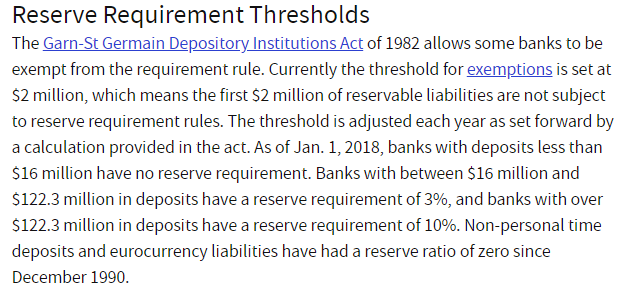 Reserve Requirement Thresholds
The Garn-St Germain Depository Institutions Act of 1982 allows some banks to be
exempt from the requirement rule. Currently the threshold for exemptions is set at
$2 million, which means the first $2 million of reservable liabilities are not subject
to reserve requirement rules. The threshold is adjusted each year as set forward by
a calculation provided in the act. As of Jan. 1, 2018, banks with deposits less than
$16 million have no reserve requirement. Banks with between $16 million and
$122.3 million in deposits have a reserve requirement of 3%, and banks with over
$122.3 million in deposits have a reserve requirement of 10%. Non-personal time
deposits and eurocurrency liabilities have had a reserve ratio of zero since
December 1990.